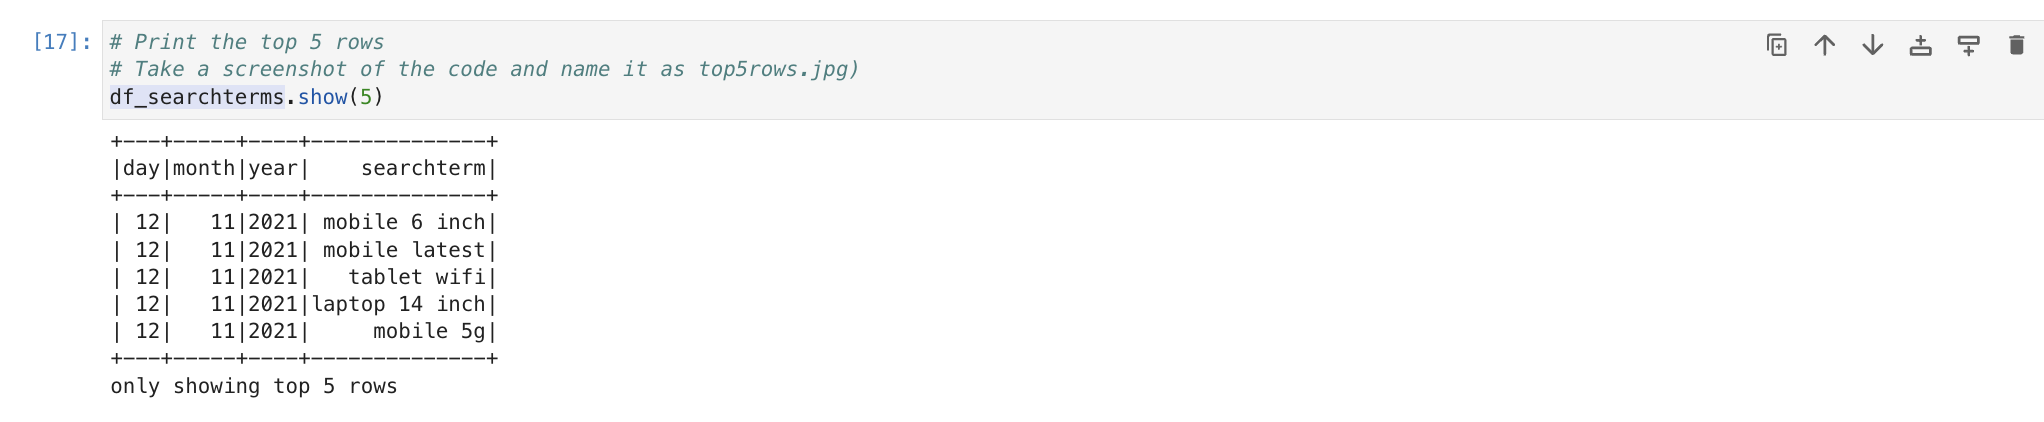 [17]: # Print the top 5 rows
# Take a screenshot of the code and name it as top5rows.jpg)
df_searchterms.show(5)
+---+-----+----+--------------+
|day|month|year|    searchterm|
+---+-----+----+--------------+
| 12|   11|2021| mobile 6 inch|
| 12|   11|2021| mobile latest|
| 12|   11|2021|   tablet wifi|
| 12|   11|2021|laptop 14 inch|
| 12|   11|2021|     mobile 5g|
+---+-----+----+--------------+
only showing top 5 rows